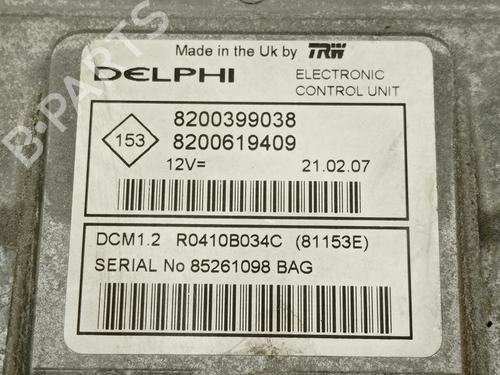 Made in the Uk by TRW
DELPHI
ELECTRONIC
CONTROL UNIT
153
8200399038
8200619409
12V=
21.02.07
DCM1.2 R0410B034C (81153E)
SERIAL No 85261098 BAG
B-PARTS